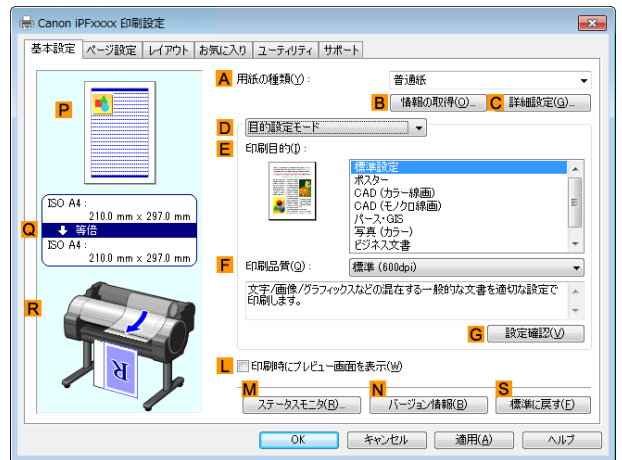 Canon iPFxxxx 印刷設定
基本設定 ページ設定 レイアウト お気に入り ユーティリティ サポート
P
ISO A4 :
210.0 mm × 297.0 mm
Q 等倍
ISO A4 :
210.0 mm × 297.0 mm
R
A 用紙の種類(Y) : 普通紙
B 情報の取得(O)... C 詳細設定(G)...
D 目的設定モード
E 印刷目的(I) :
標準設定
ポスター
CAD (カラー線画)
CAD (モノクロ線画)
パース・GIS
写真 (カラー)
ビジネス文書
F 印刷品質(Q) : 標準 (600dpi)
文字/画像/グラフィックスなどの混在する一般的な文書を適切な設定で
印刷します。
G 設定確認(V)
L 印刷時にプレビュー画面を表示(W)
M N S
ステータスモニタ(R)... バージョン情報(B) 標準に戻す(F)
OK キャンセル 適用(A) ヘルプ